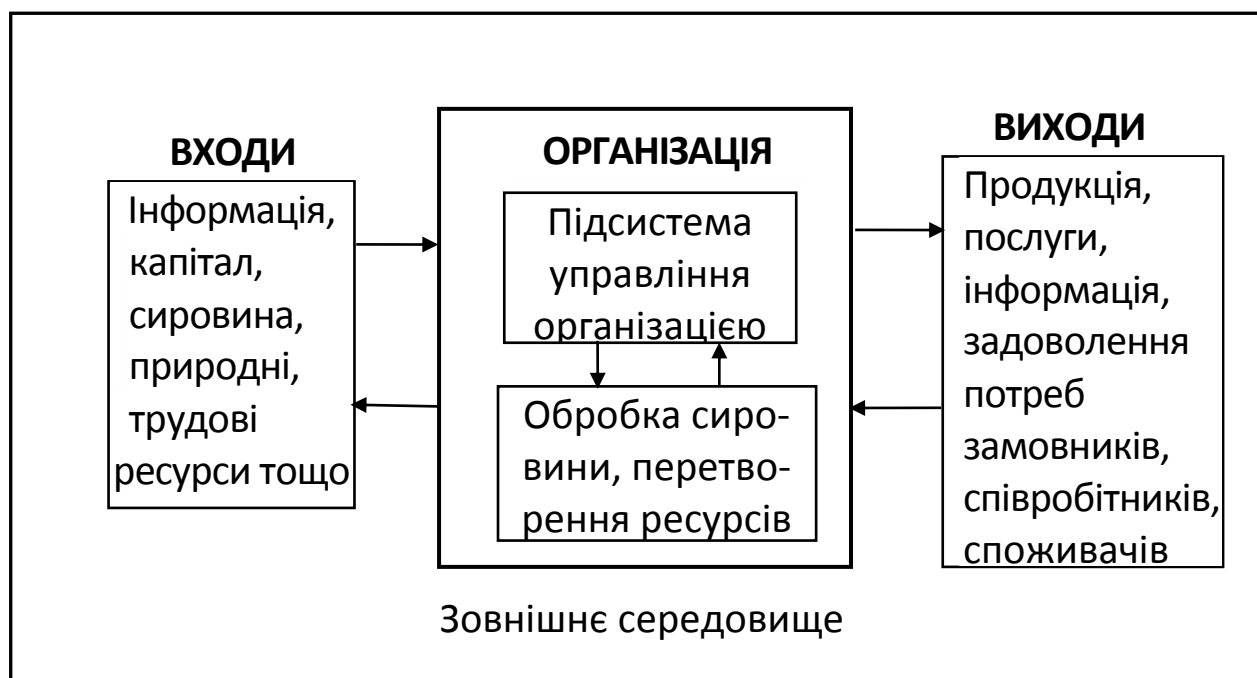 ВХОДИ
Інформація,
капітал,
сировина,
природні,
трудові
ресурси тощо
ОРГАНІЗАЦІЯ
Підсистема
управління
організацією
Обробка сиро-
вини, перетво-
рення ресурсів
ВИХОДИ
Продукція,
послуги,
інформація,
задоволення
потреб
замовників,
співробітників,
споживачів
Зовнішнє середовище